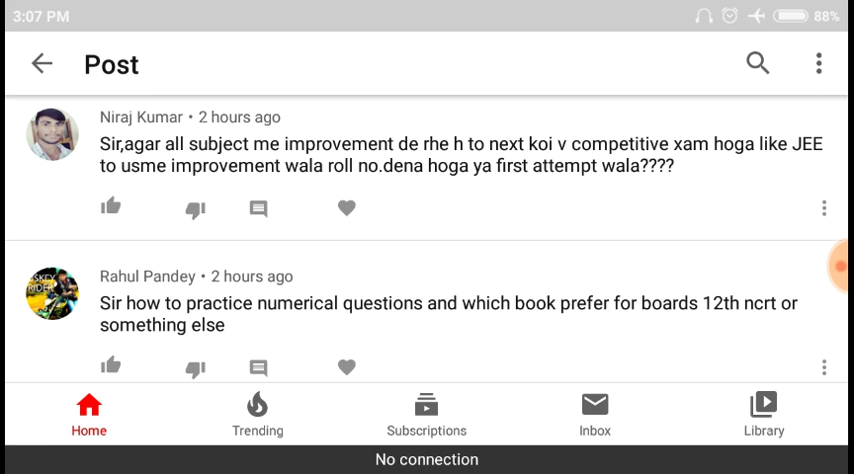 3:07 PM 88%
Post
Niraj Kumar • 2 hours ago
Sir,agar all subject me improvement de rhe h to next koi v competitive xam hoga like JEE
to usme improvement wala roll no.dena hoga ya first attempt wala????
SKEY
RIDER
Rahul Pandey • 2 hours ago
Sir how to practice numerical questions and which book prefer for boards 12th ncrt or
something else
Home Trending Subscriptions Inbox Library
No connection